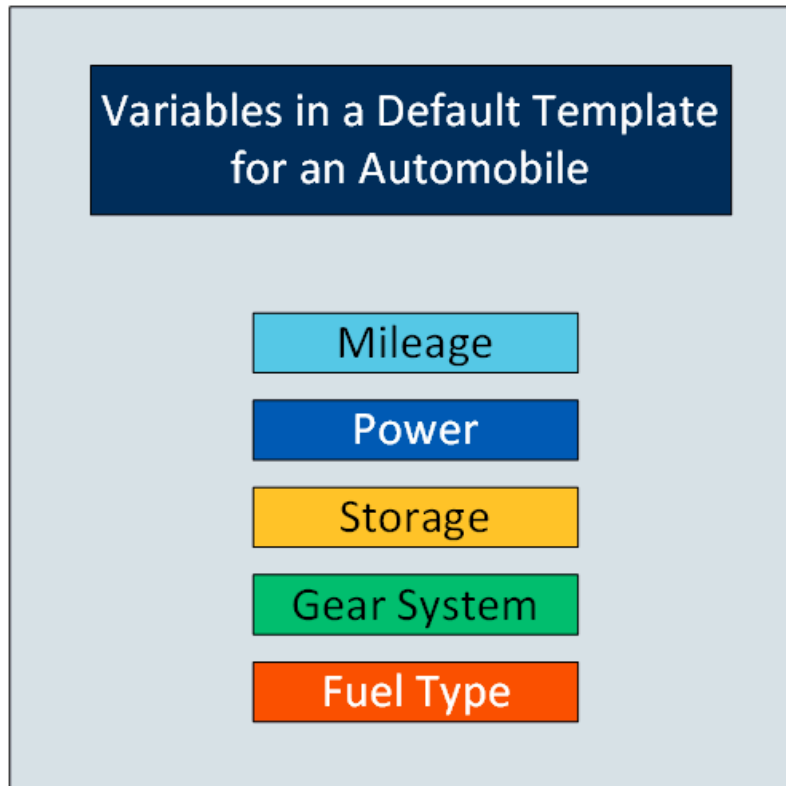 Variables in a Default Template
for an Automobile
Mileage
Power
Storage
Gear System
Fuel Type